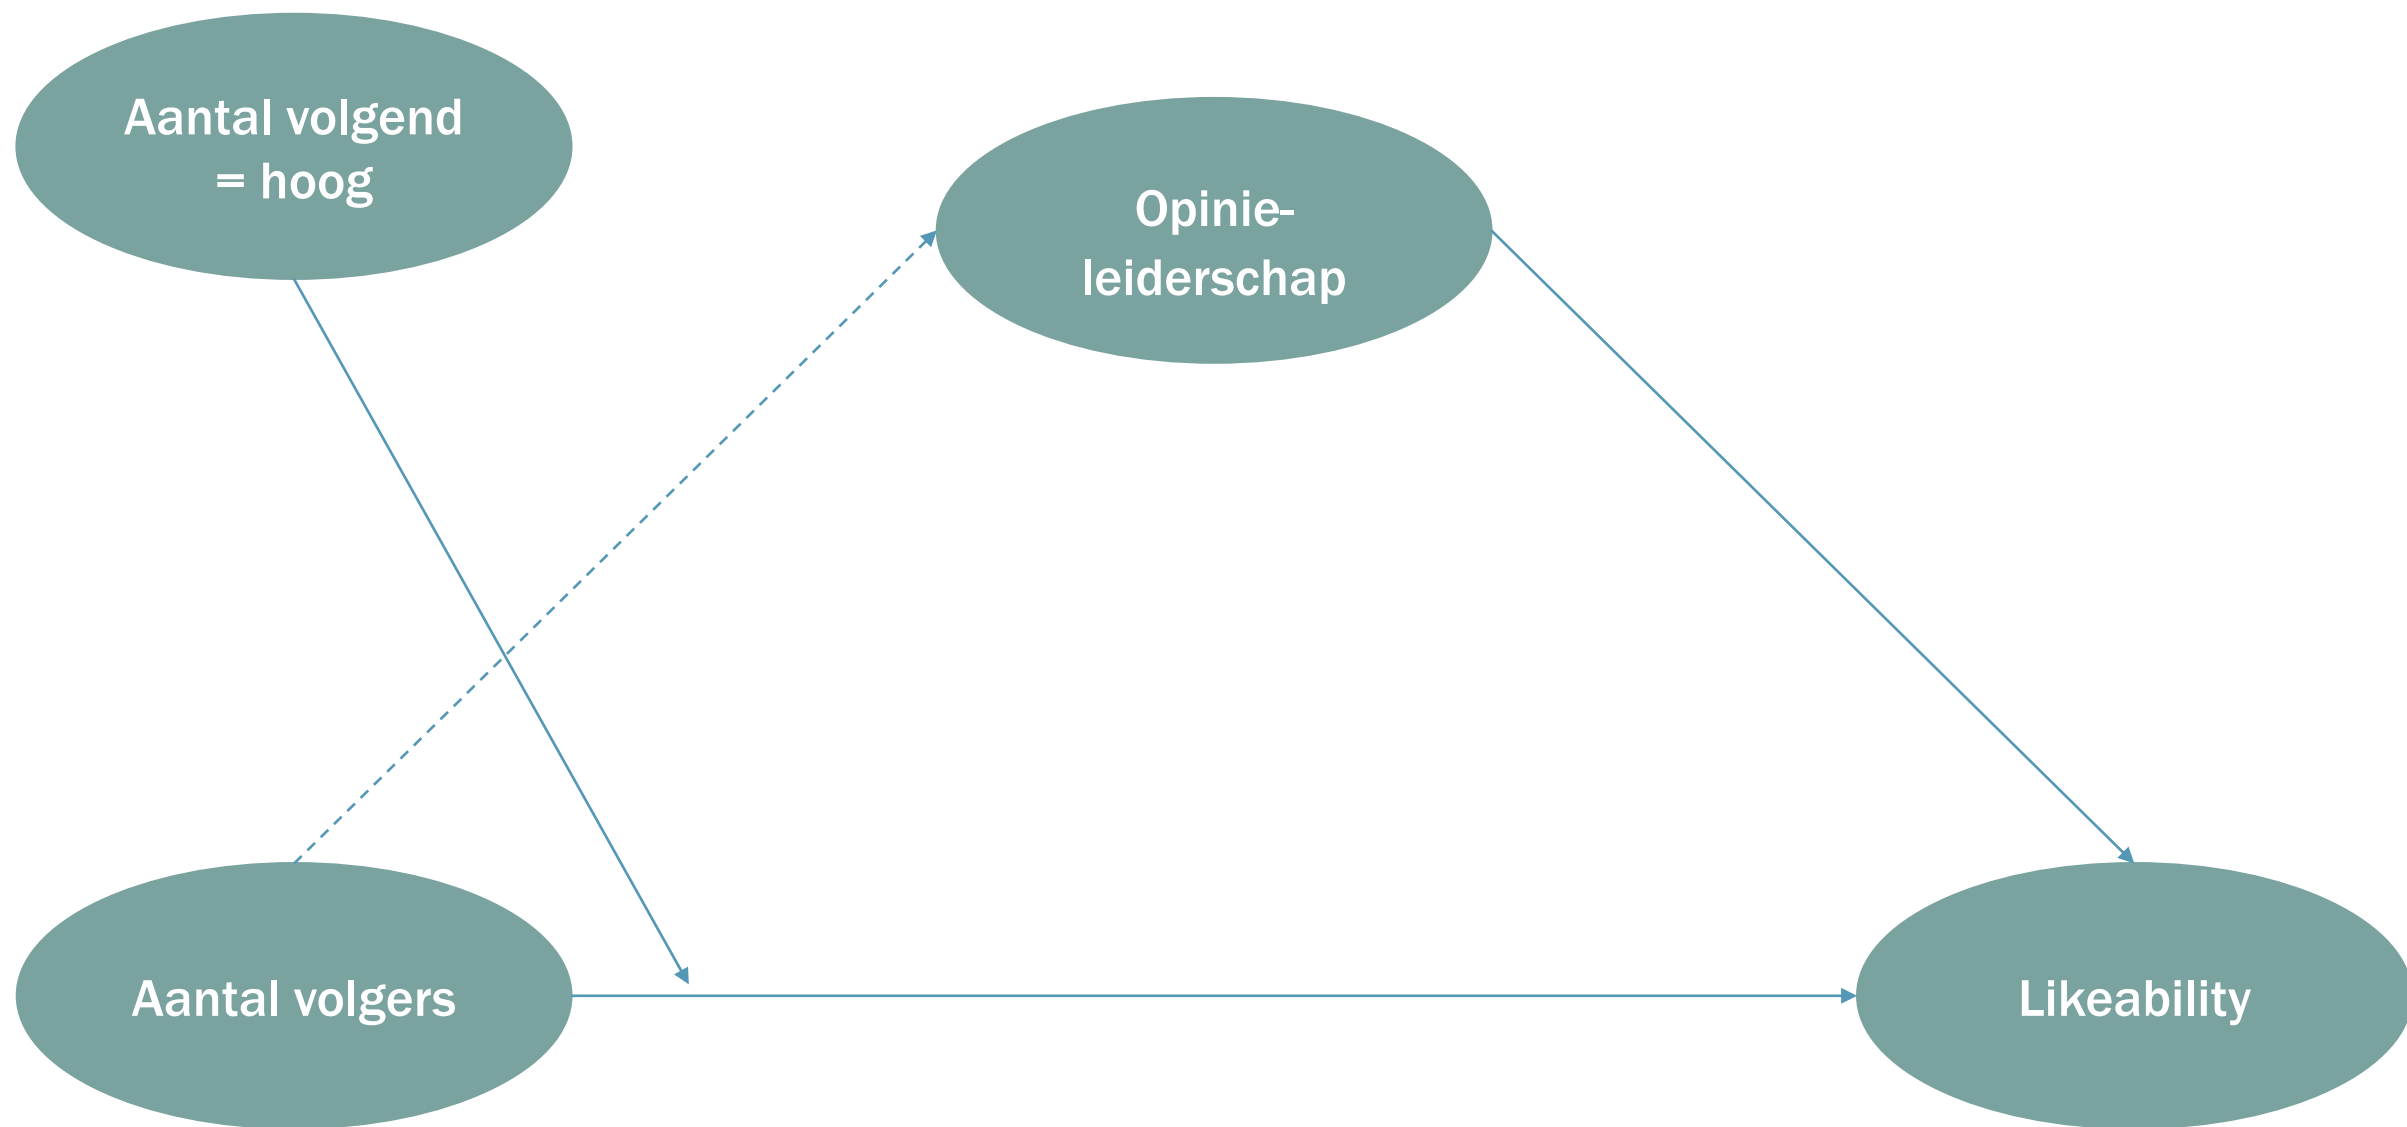 Aantal volgend
= hoog
Opinie-
leiderschap
Aantal volgers
Likeability